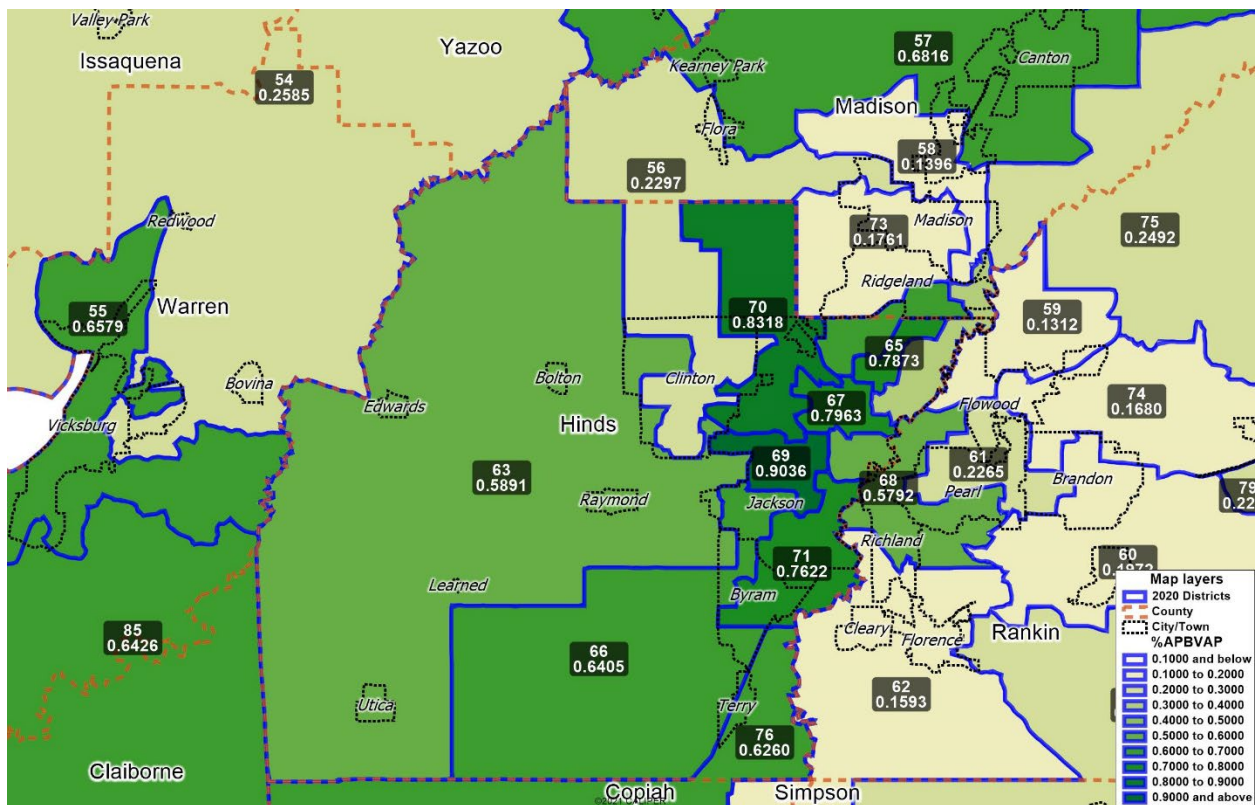 Valley Park
Issaquena
Yazoo
54
0.2585
57
0.6816
Kearney Park
Canton
Madison
Flora
58
0.1396
56
0.2297
Redwood
73
0.1761
Madison
75
0.2492
Ridgeland
55
0.6579
Warren
70
0.8318
59
0.1312
65
0.7873
Bovina
Bolton
Clinton
Edwards
67
0.7963
Flowood
74
0.1680
Vicksburg
Hinds
69
0.9036
61
0.2265
Brandon
63
0.5891
68
0.5792
Pearl
79
Raymond
Jackson
Richland
71
0.7622
60
0.1972
Learned
Byram
85
0.6426
66
0.6405
Cleary
Florence
Rankin
62
0.1593
Utica
Terry
76
0.6260
Claiborne
Copiah
Simpson
Map layers
2020 Districts
County
City/Town
%APBVAP
0.1000 and below
0.1000 to 0.2000
0.2000 to 0.3000
0.3000 to 0.4000
0.4000 to 0.5000
0.5000 to 0.6000
0.6000 to 0.7000
0.7000 to 0.8000
0.8000 to 0.9000
0.9000 and above